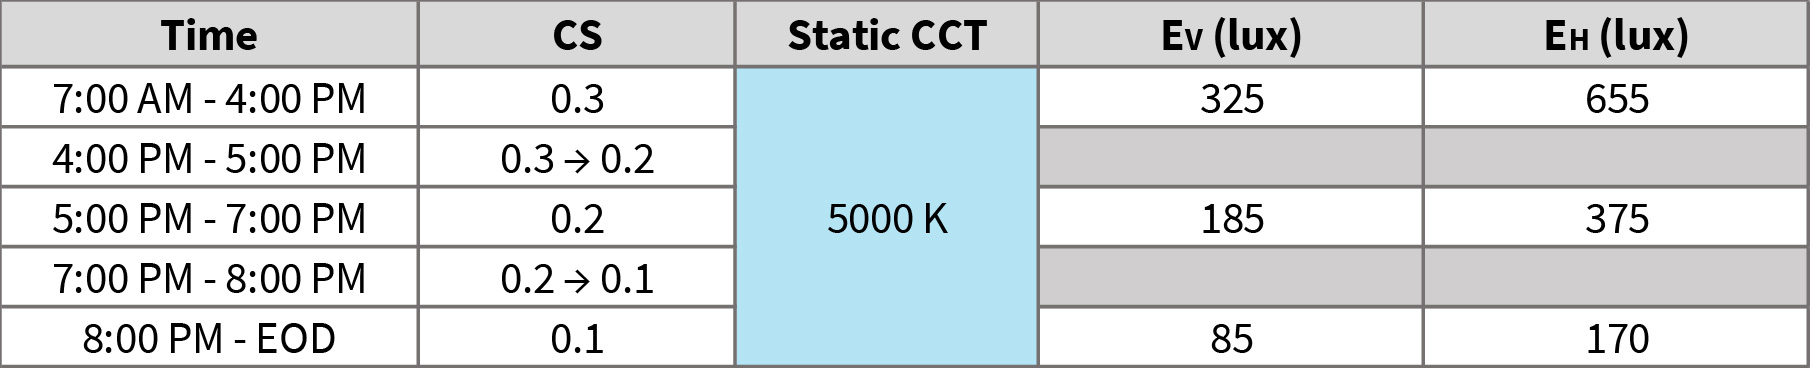 Time CS Static CCT EV (lux) EH (lux)
7:00 AM - 4:00 PM 0.3 325 655
4:00 PM - 5:00 PM 0.3 → 0.2
5:00 PM - 7:00 PM 0.2 5000 K 185 375
7:00 PM - 8:00 PM 0.2 → 0.1
8:00 PM - EOD 0.1 85 170